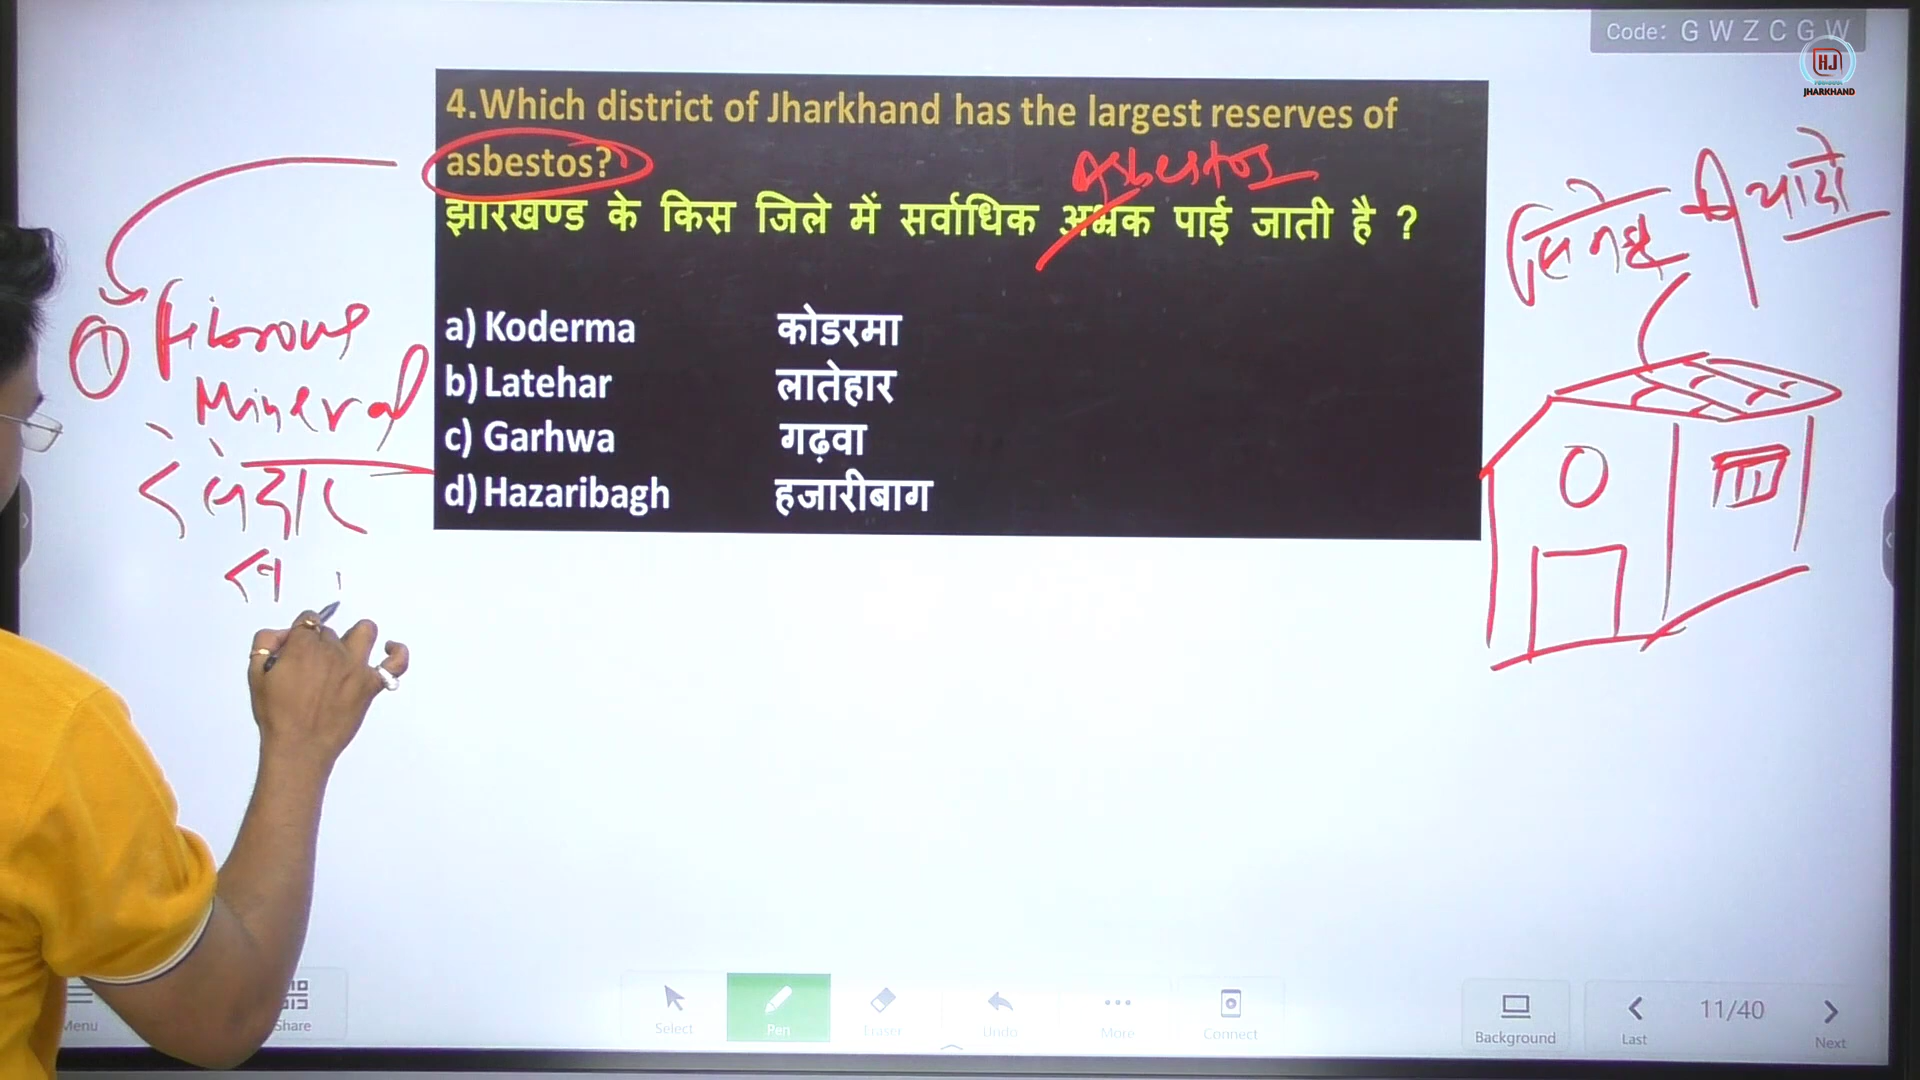 Code: G W Z C G W
HJ
JHARKHAND
4.Which district of Jharkhand has the largest reserves of
asbestos?
Asbestos
झारखण्ड के किस जिले में सर्वाधिक अभ्रक पाई जाती है ?
a) Koderma कोडरमा
b) Latehar लातेहार
c) Garhwa गढ़वा
d) Hazaribagh हजारीबाग
① Fibrous
Mineral
रेशेदार
Menu
Share
Select
Pen
Eraser
Undo
More
Connect
Background
Last
11/40
Next